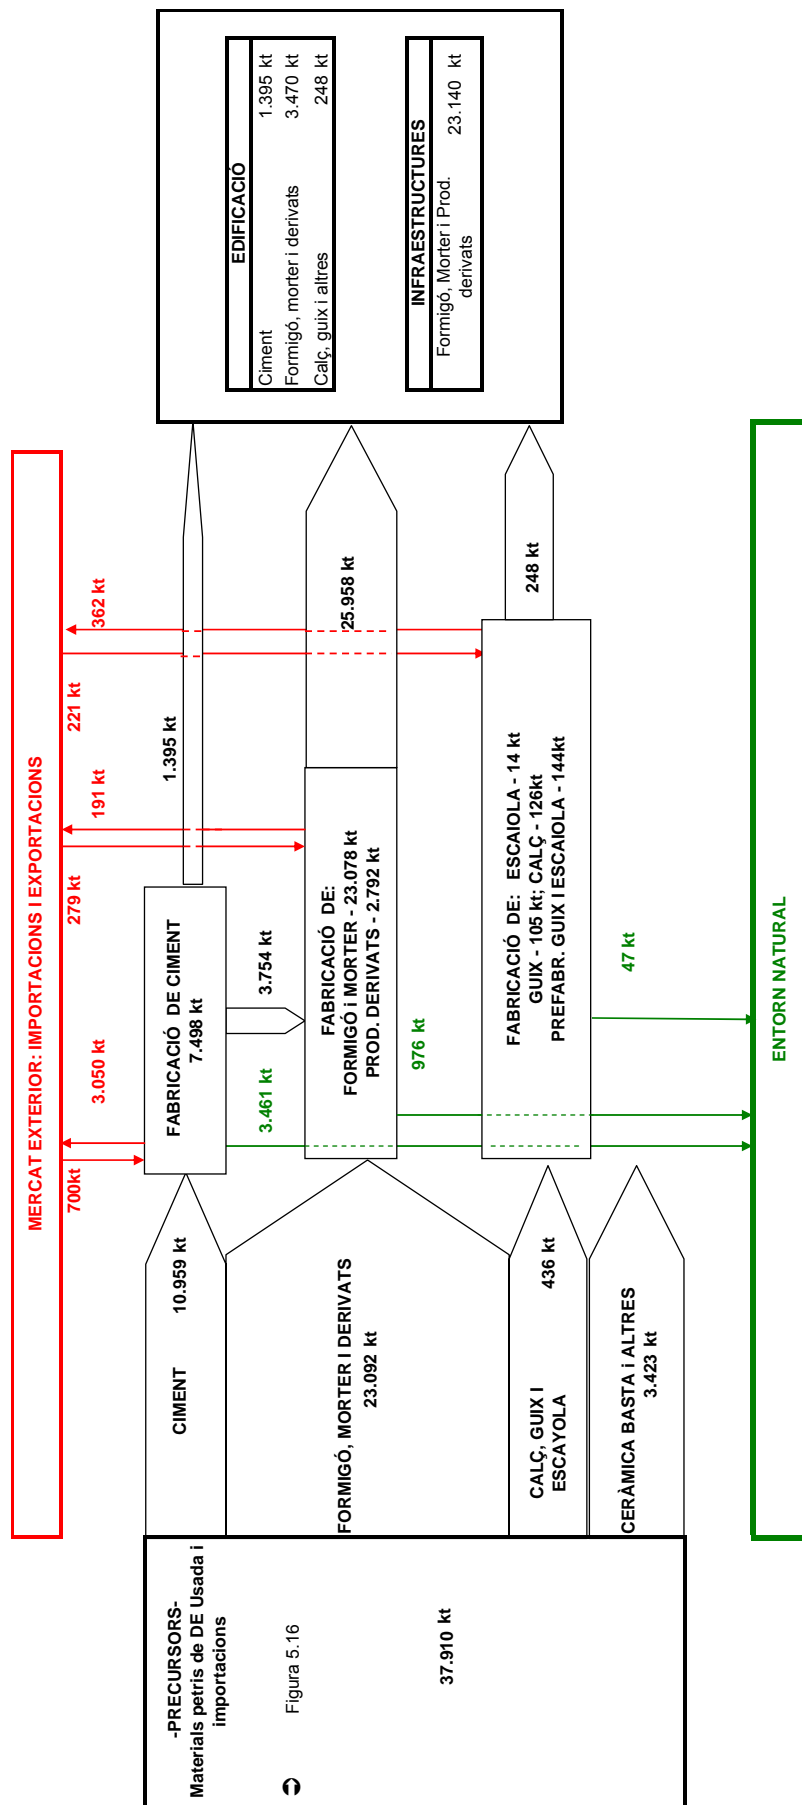 MERCAT EXTERIOR: IMPORTACIONS I EXPORTACIONS
700kt
3.050 kt
279 kt
191 kt
221 kt
362 kt
-PRECURSORS-
Materials petris de DE Usada i
importacions
Figura 5.16
37.910 kt
CIMENT
10.959 kt
FORMIGÓ, MORTER I DERIVATS
23.092 kt
CALÇ, GUIX I
ESCAYOLA
436 kt
CERÀMICA BASTA i ALTRES
3.423 kt
FABRICACIÓ DE CIMENT
7.498 kt
1.395 kt
3.461 kt
3.754 kt
FABRICACIÓ DE:
FORMIGÓ i MORTER - 23.078 kt
PROD. DERIVATS - 2.792 kt
25.958 kt
976 kt
FABRICACIÓ DE: ESCAIOLA - 14 kt
GUIX - 105 kt; CALÇ - 126kt
PREFABR. GUIX I ESCAIOLA - 144kt
248 kt
47 kt
EDIFICACIÓ
Ciment 1.395 kt
Formigó, morter i derivats 3.470 kt
Calç, guix i altres 248 kt
INFRAESTRUCTURES
Formigó, Morter i Prod. 23.140 kt
derivats
ENTORN NATURAL